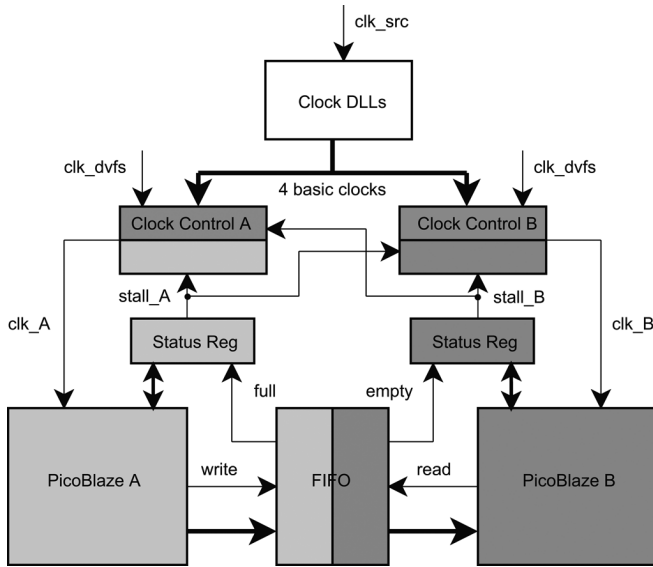 clk_src
Clock DLLs
clk_dvfs
clk_dvfs
4 basic clocks
Clock Control A
Clock Control B
stall_A
stall_B
clk_A
clk_B
Status Reg
Status Reg
full
empty
PicoBlaze A
write
FIFO
read
PicoBlaze B